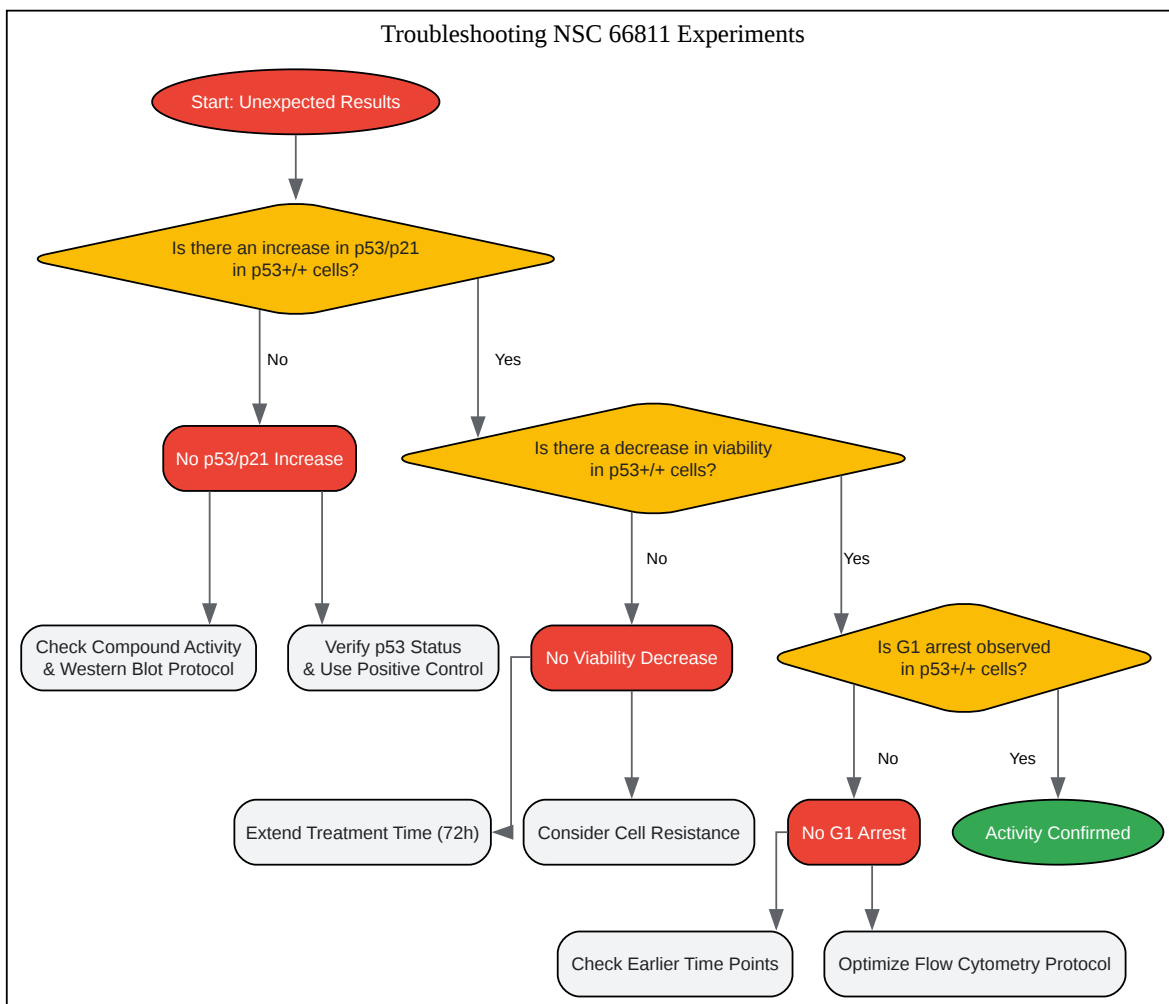 Troubleshooting NSC 66811 Experiments
Start: Unexpected Results
Is there an increase in p53/p21
in p53+/+ cells?
No
Yes
No p53/p21 Increase
Is there a decrease in viability
in p53+/+ cells?
No
Yes
Check Compound Activity
& Western Blot Protocol
Verify p53 Status
& Use Positive Control
No Viability Decrease
Is G1 arrest observed
in p53+/+ cells?
No
Yes
Extend Treatment Time (72h)
Consider Cell Resistance
No G1 Arrest
Activity Confirmed
Check Earlier Time Points
Optimize Flow Cytometry Protocol